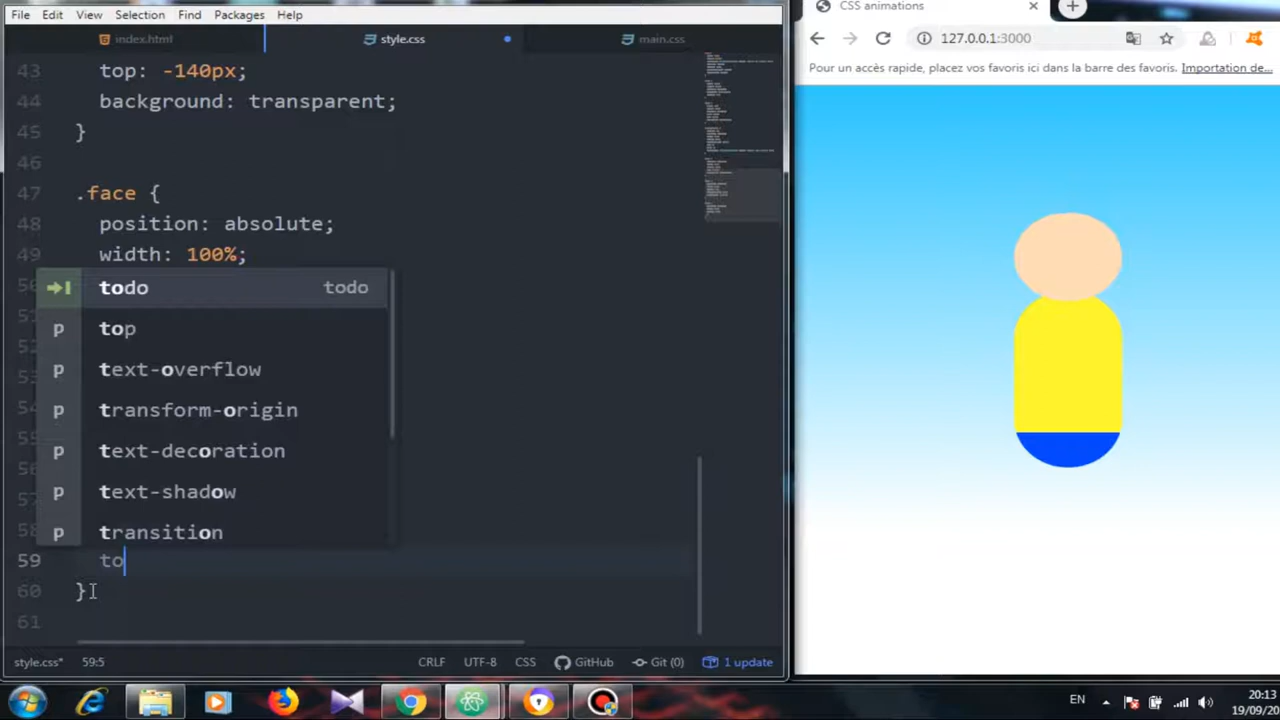 File Edit View Selection Find Packages Help
index.html style.css main.css
top: -140px;
44 background: transparent;
45 }
46
47 .face {
48 position: absolute;
49 width: 100%;
todo todo
top
text-overflow
transform-origin
text-decoration
text-shadow
transition
59 to
60 }
61
style.css* 59:5 CRLF UTF-8 CSS GitHub Git (0) 1 update
CSS animations
127.0.0.1:3000
Pour un accès rapide, placez vos favoris ici dans la barre des favoris. Importation de...
EN 20:13
19/09/20